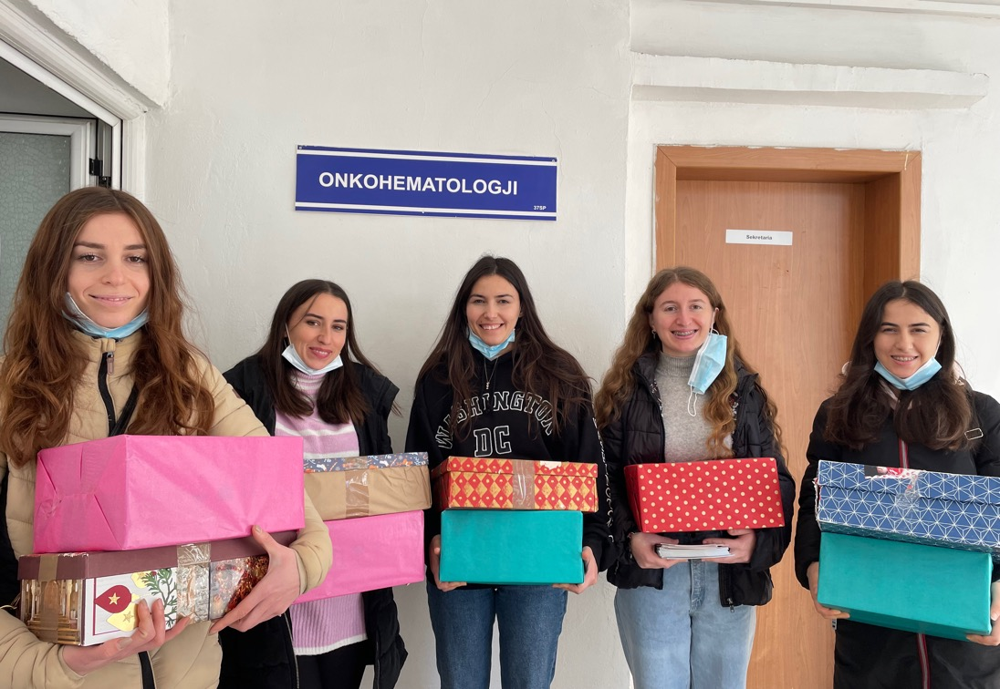 ONKOHEMATOLOGJI
37SP
Sekretaria
WASHINGTON
DC